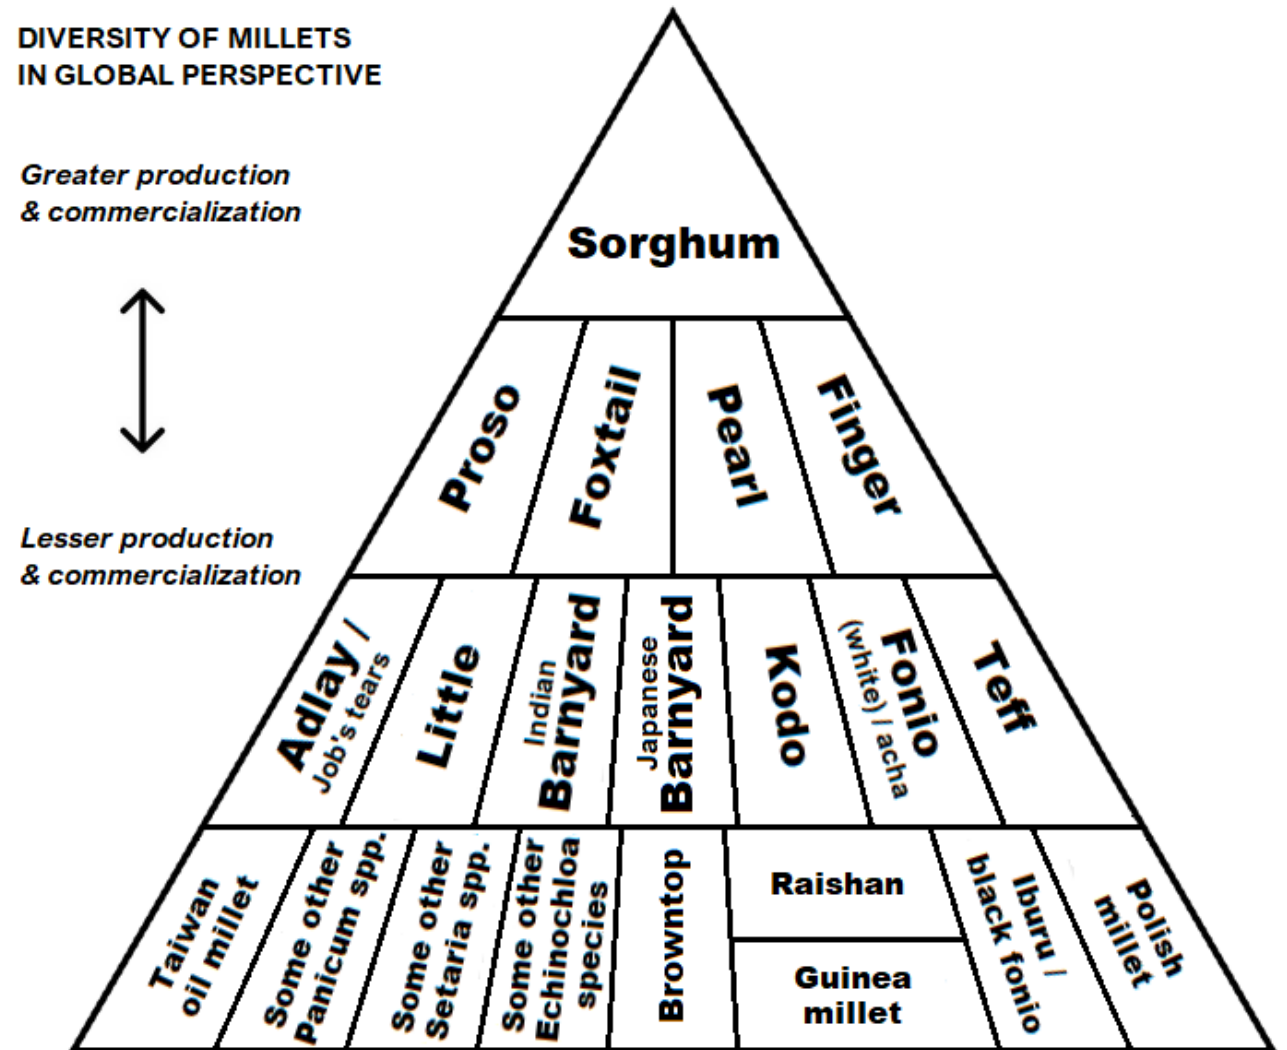 DIVERSITY OF MILLETS
IN GLOBAL PERSPECTIVE
Greater production
& commercialization
Lesser production
& commercialization
Sorghum
Proso
Foxtail
Pearl
Finger
Adlay /
Job's tears
Little
Indian
Barnyard
Japanese
Barnyard
Kodo
Fonio
(white) / acha
Teff
Taiwan
oil millet
Some other
Panicum spp.
Some other
Setaria spp.
Some other
Echinochloa
species
Browntop
Raishan
Guinea
millet
Iburu /
black fonio
Polish
millet